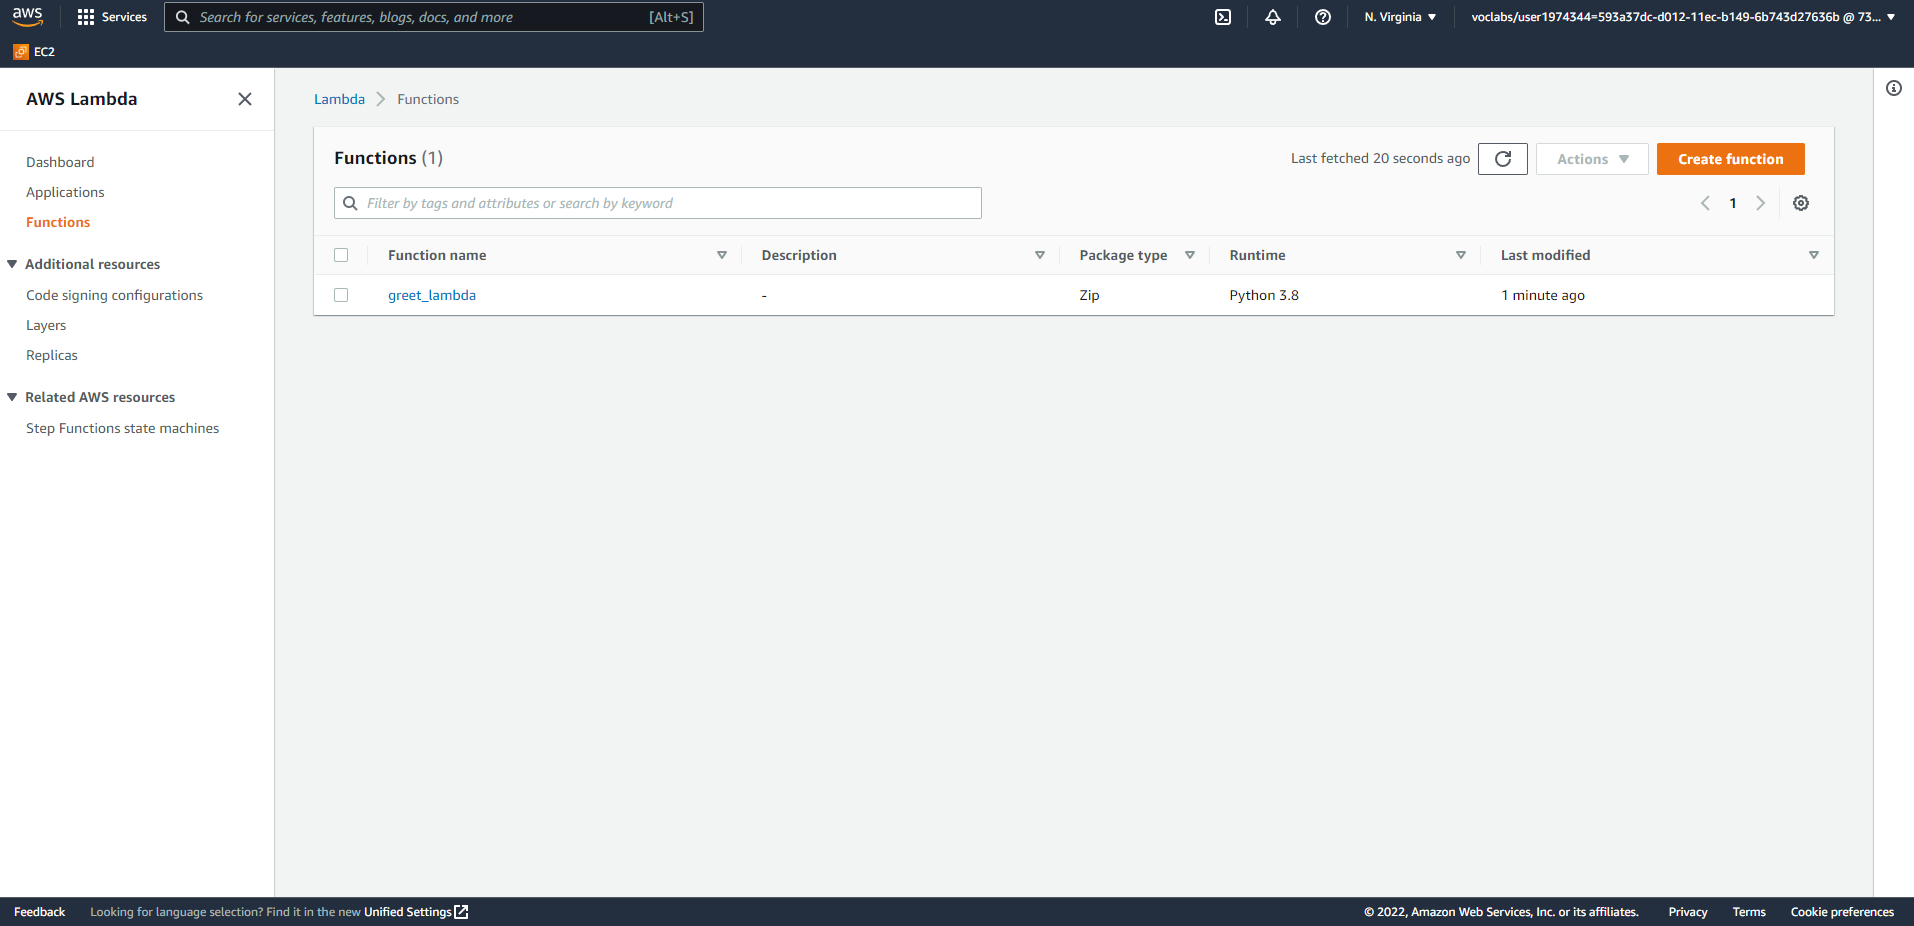 aws
Services
Search for services, features, blogs, docs, and more [Alt+S]
N. Virginia
voclabs/user1974344=593a37dc-d012-11ec-b149-6b743d27636b @ 73...
EC2
AWS Lambda
Dashboard
Applications
Functions
Additional resources
Code signing configurations
Layers
Replicas
Related AWS resources
Step Functions state machines
Lambda Functions
Functions (1)
Last fetched 20 seconds ago
Actions
Create function
Filter by tags and attributes or search by keyword
1
Function name Description Package type Runtime Last modified
greet_lambda - Zip Python 3.8 1 minute ago
Feedback Looking for language selection? Find it in the new Unified Settings
© 2022, Amazon Web Services, Inc. or its affiliates. Privacy Terms Cookie preferences